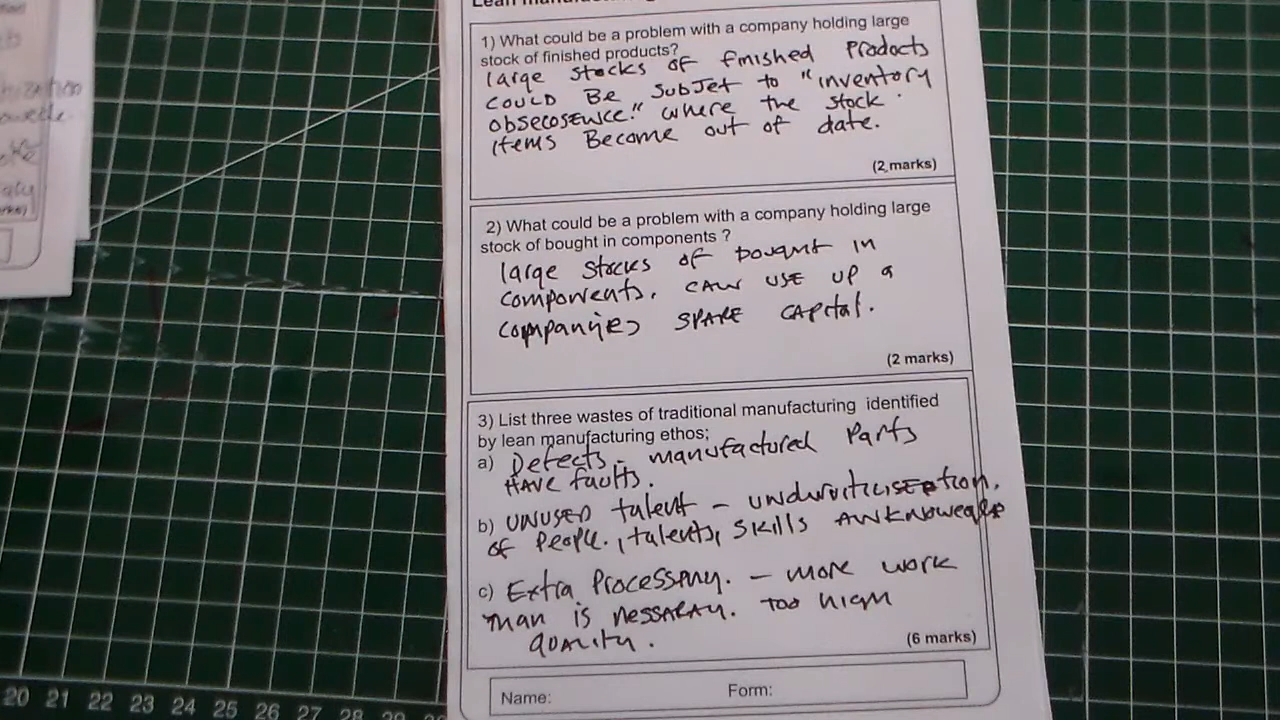 1) What could be a problem with a company holding large
stock of finished products?
large stocks of finished Products
COULD BE SUBJET to "inventory
obsecosence." where the stock
items Become out of date.
(2 marks)
2) What could be a problem with a company holding large
stock of bought in components ?
large stocks of bought in
components. CAN USE UP a
companies SPARE CAPital.
(2 marks)
3) List three wastes of traditional manufacturing identified
by lean manufacturing ethos;
a) Defects - manufactured Parts
HAVE faults.
b) UNUSED talent -
of People, talents, skills
c) Extra Processing. - more work
than is nessaray. too high
quality.
(6 marks)
Name: Form:
20 21 22 23 24 25 26 27 28